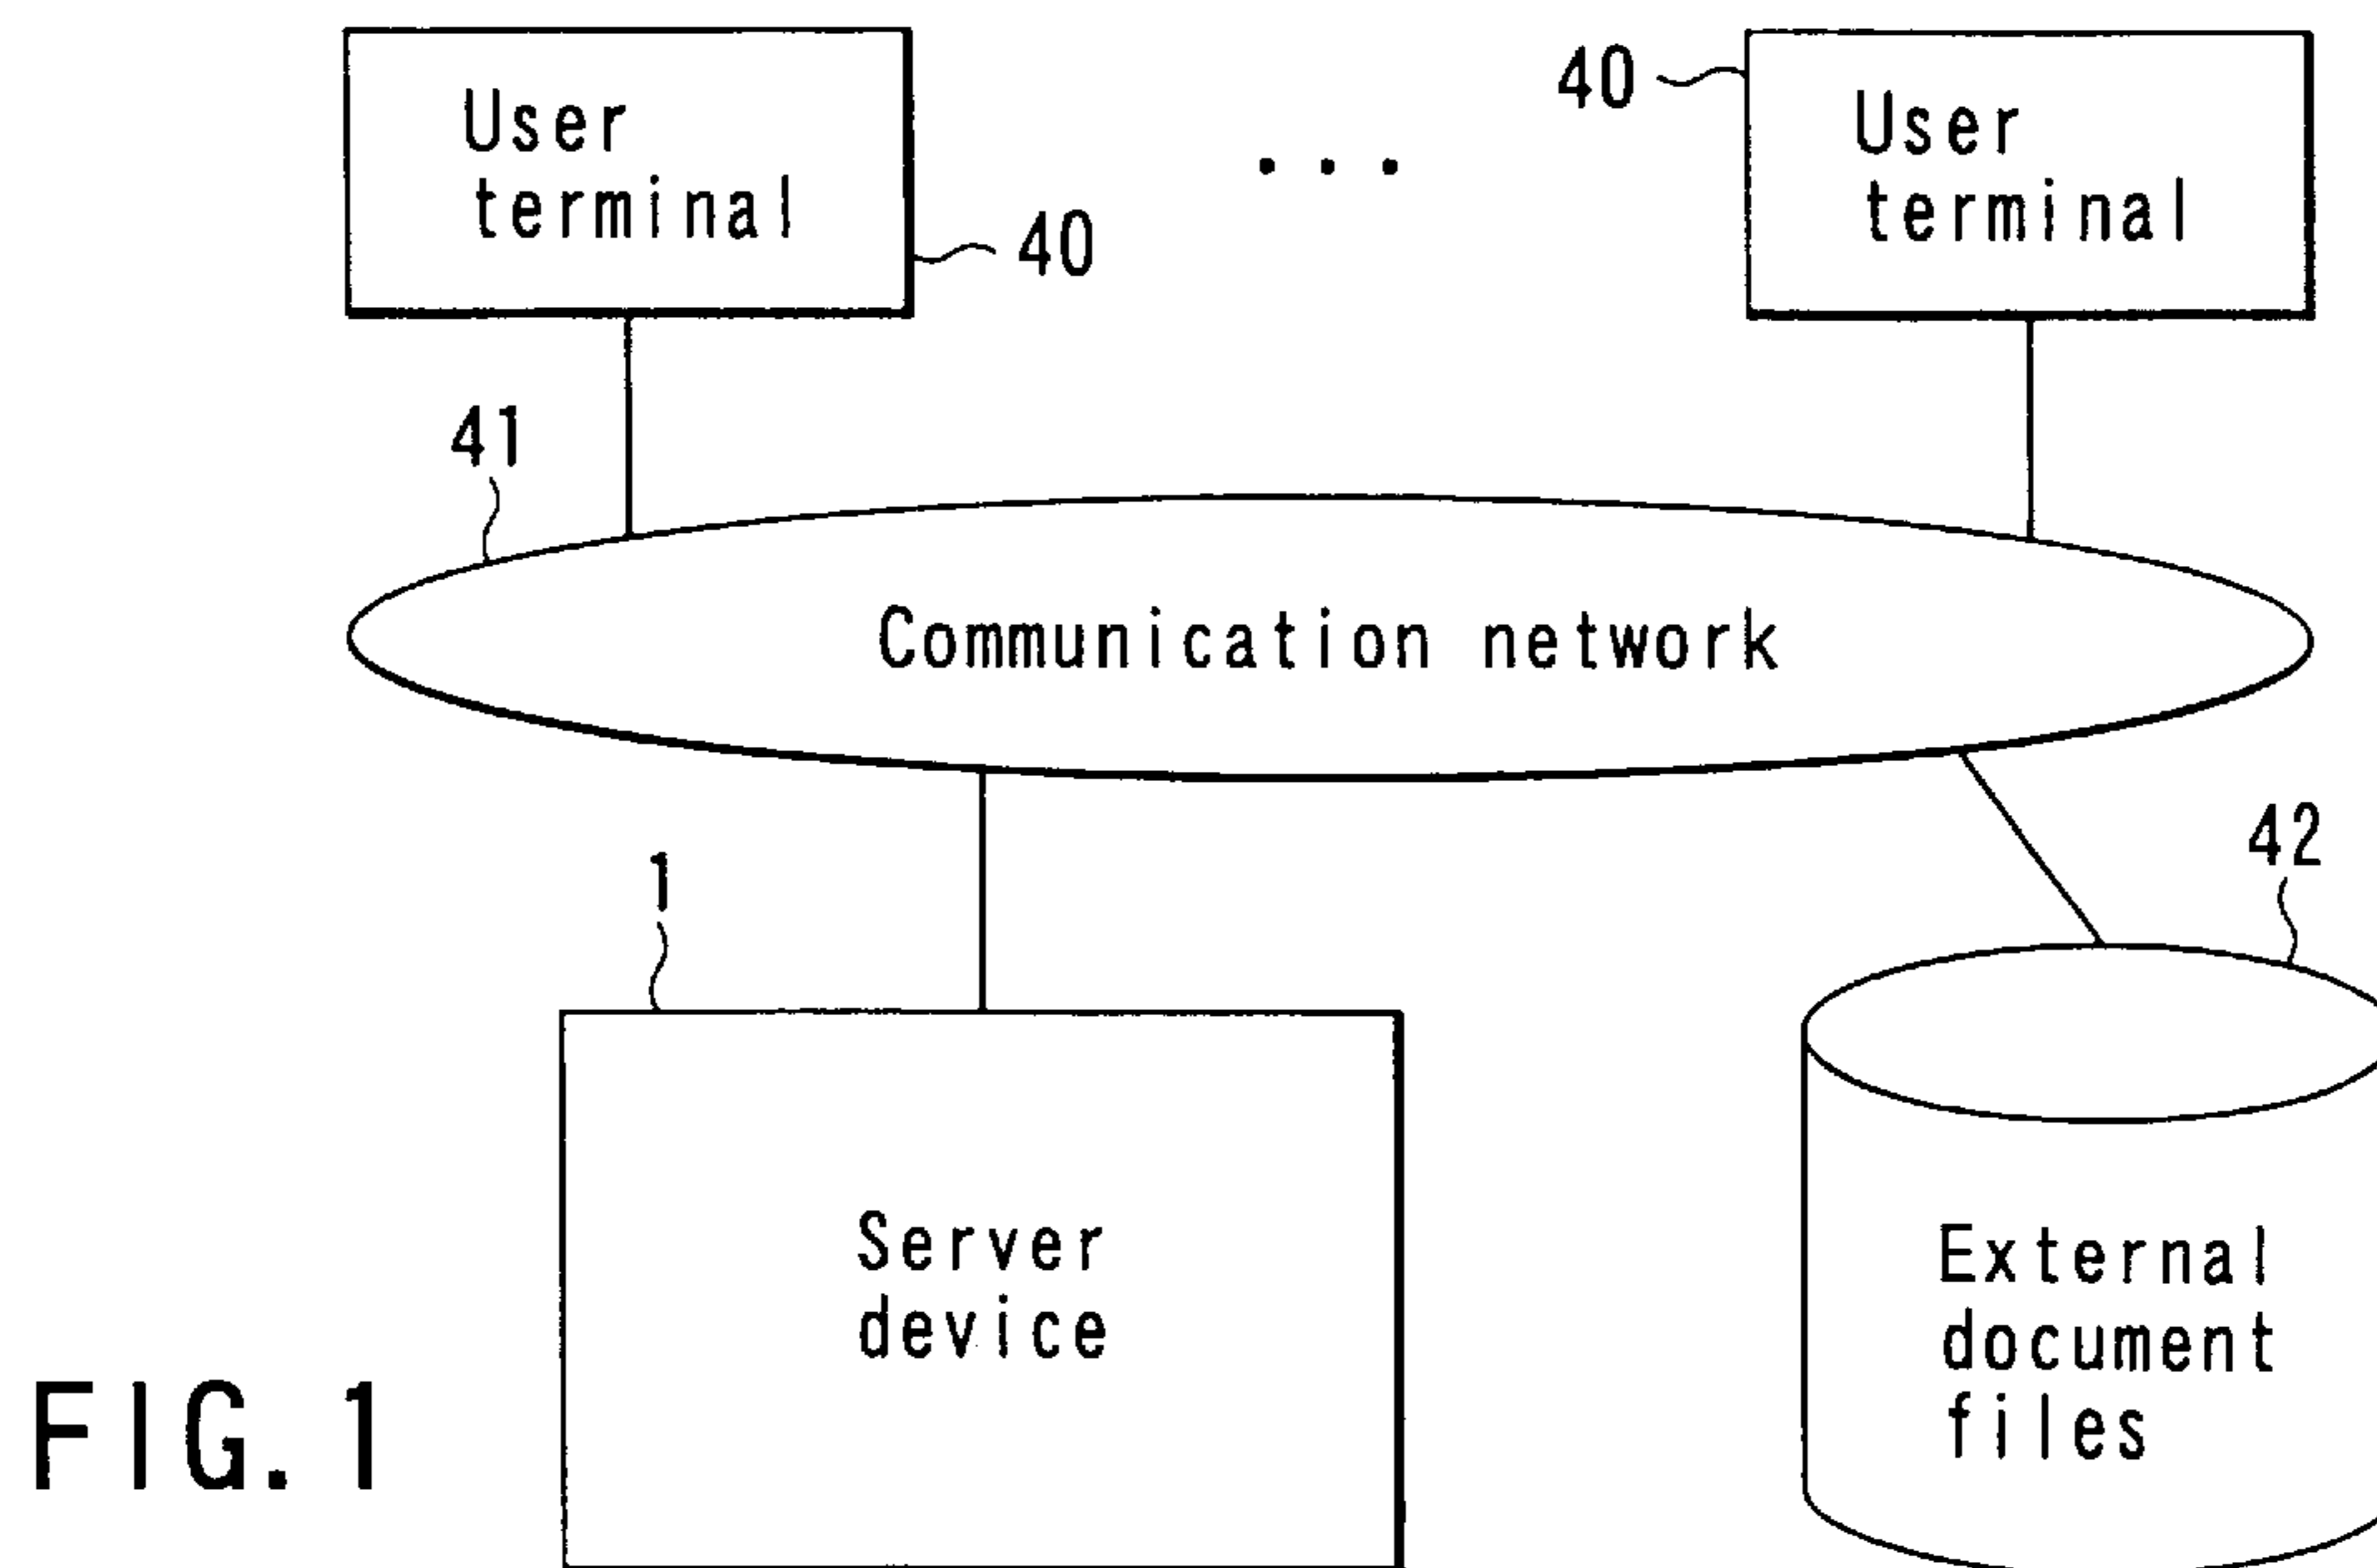 User
terminal
40
. . .
40
User
terminal
41
Communication network
1
42
Server
device
External
document
files
FIG. 1